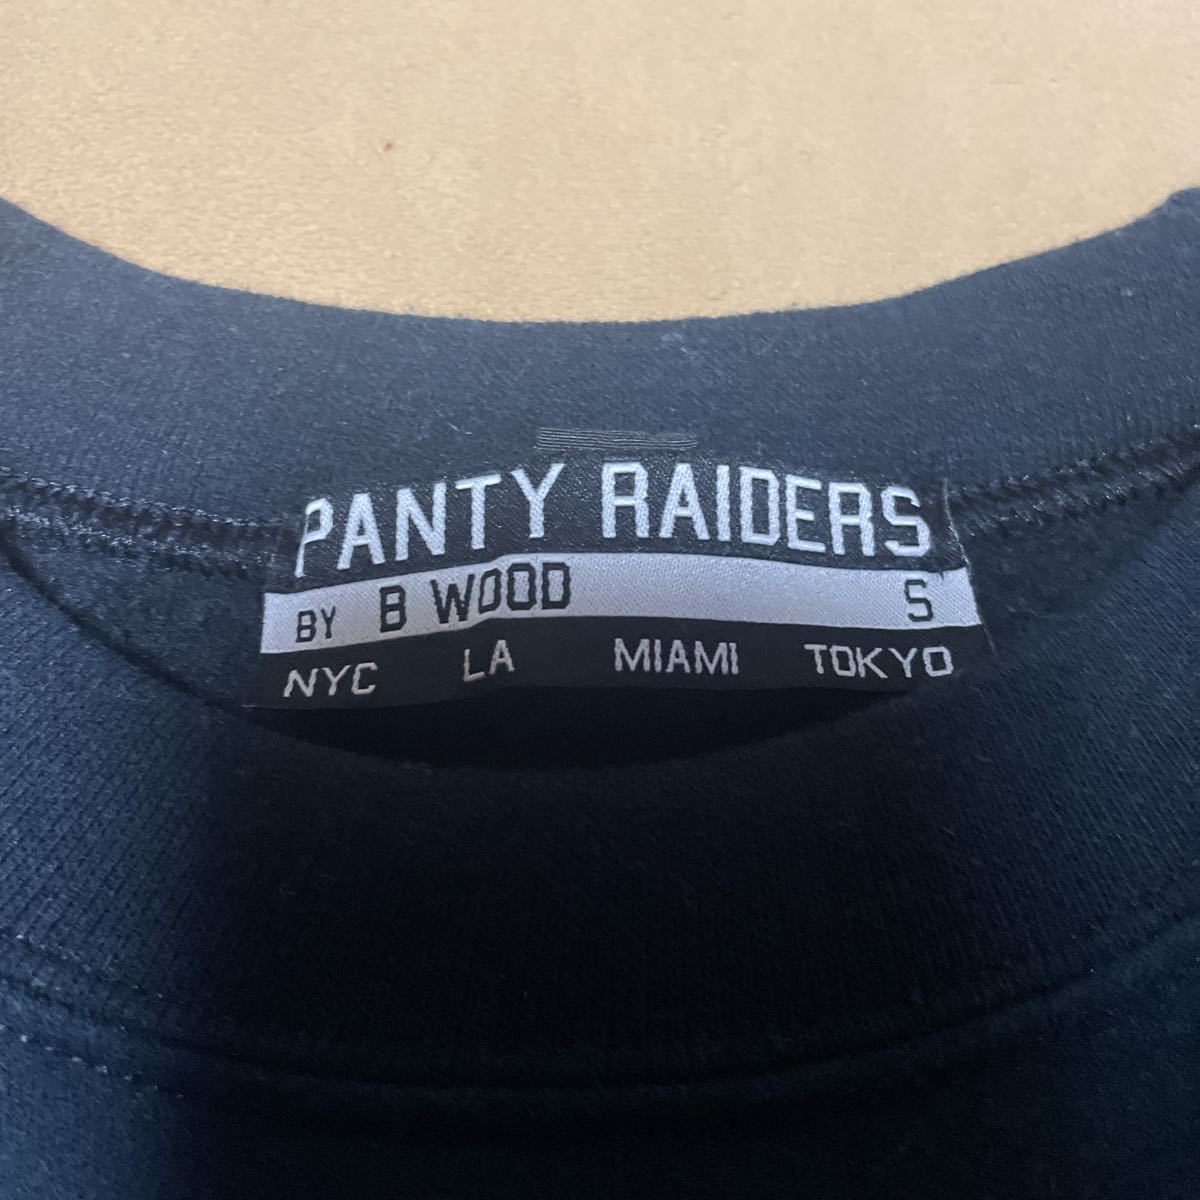 PANTY RAIDERS
BY B WOOD S
NYC LA MIAMI TOKYO